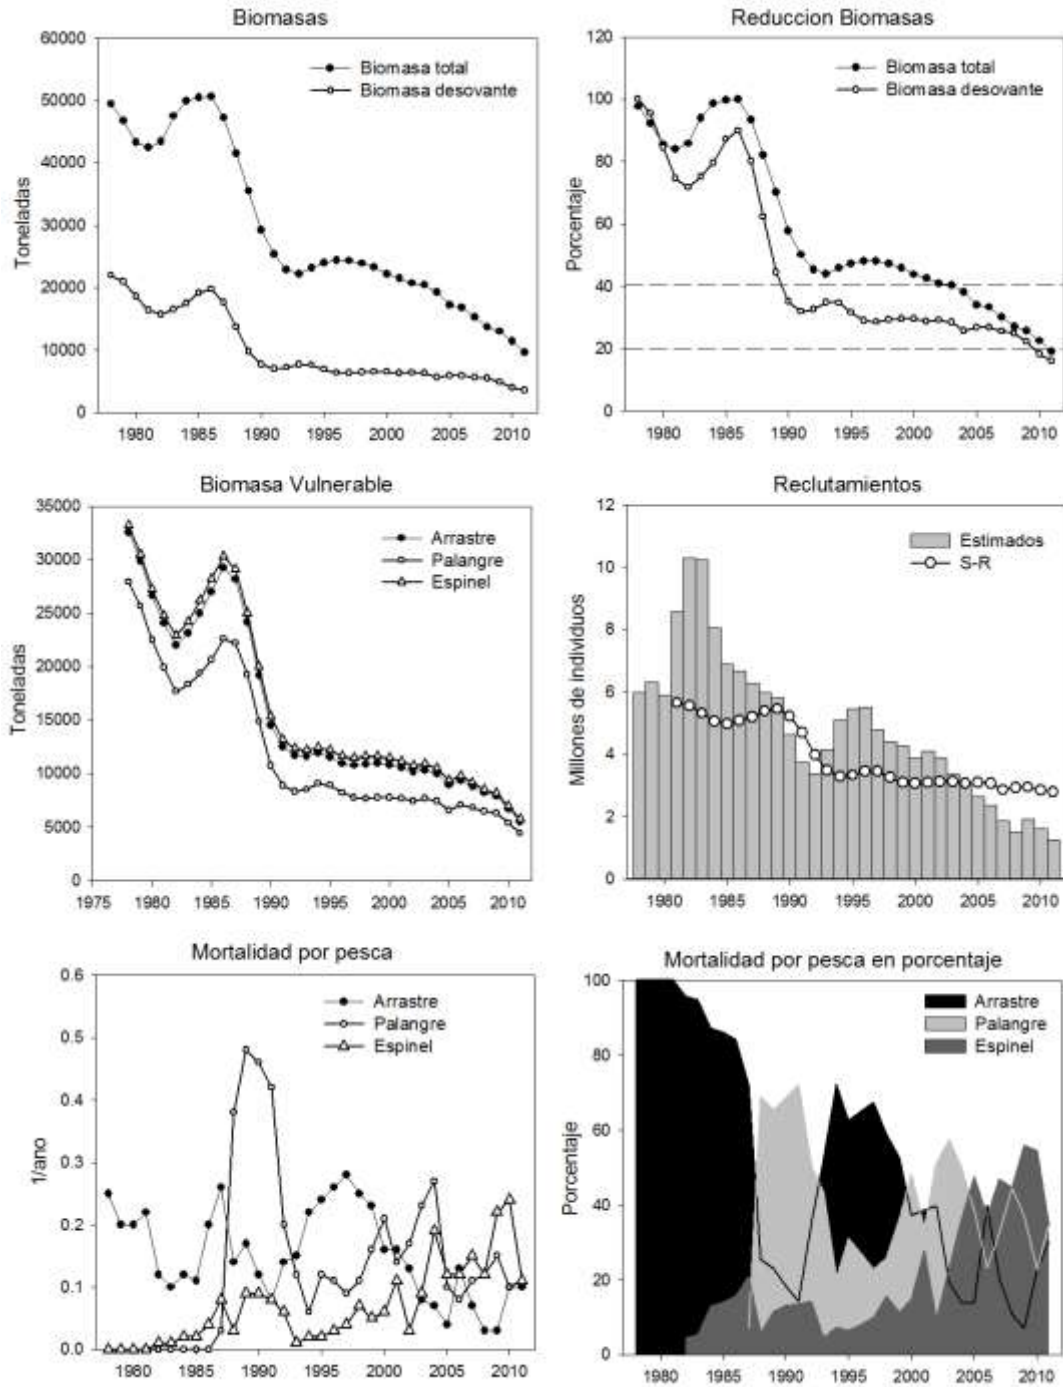 Biomasas
60000
50000
40000
30000
20000
10000
0
Toneladas
Biomasa total
Biomasa desovante
1980 1985 1990 1995 2000 2005 2010
Reduccion Biomasas
120
100
80
60
40
20
0
Porcentaje
Biomasa total
Biomasa desovante
1980 1985 1990 1995 2000 2005 2010
Biomasa Vulnerable
35000
30000
25000
20000
15000
10000
5000
0
Toneladas
Arrastre
Palangre
Espinel
1975 1980 1985 1990 1995 2000 2005 2010
Reclutamientos
12
10
8
6
4
2
0
Millones de individuos
Estimados
S-R
1980 1985 1990 1995 2000 2005 2010
Mortalidad por pesca
0.6
0.5
0.4
0.3
0.2
0.1
0.0
1/ano
Arrastre
Palangre
Espinel
1980 1985 1990 1995 2000 2005 2010
Mortalidad por pesca en porcentaje
100
80
60
40
20
0
Porcentaje
Arrastre
Palangre
Espinel
1980 1985 1990 1995 2000 2005 2010